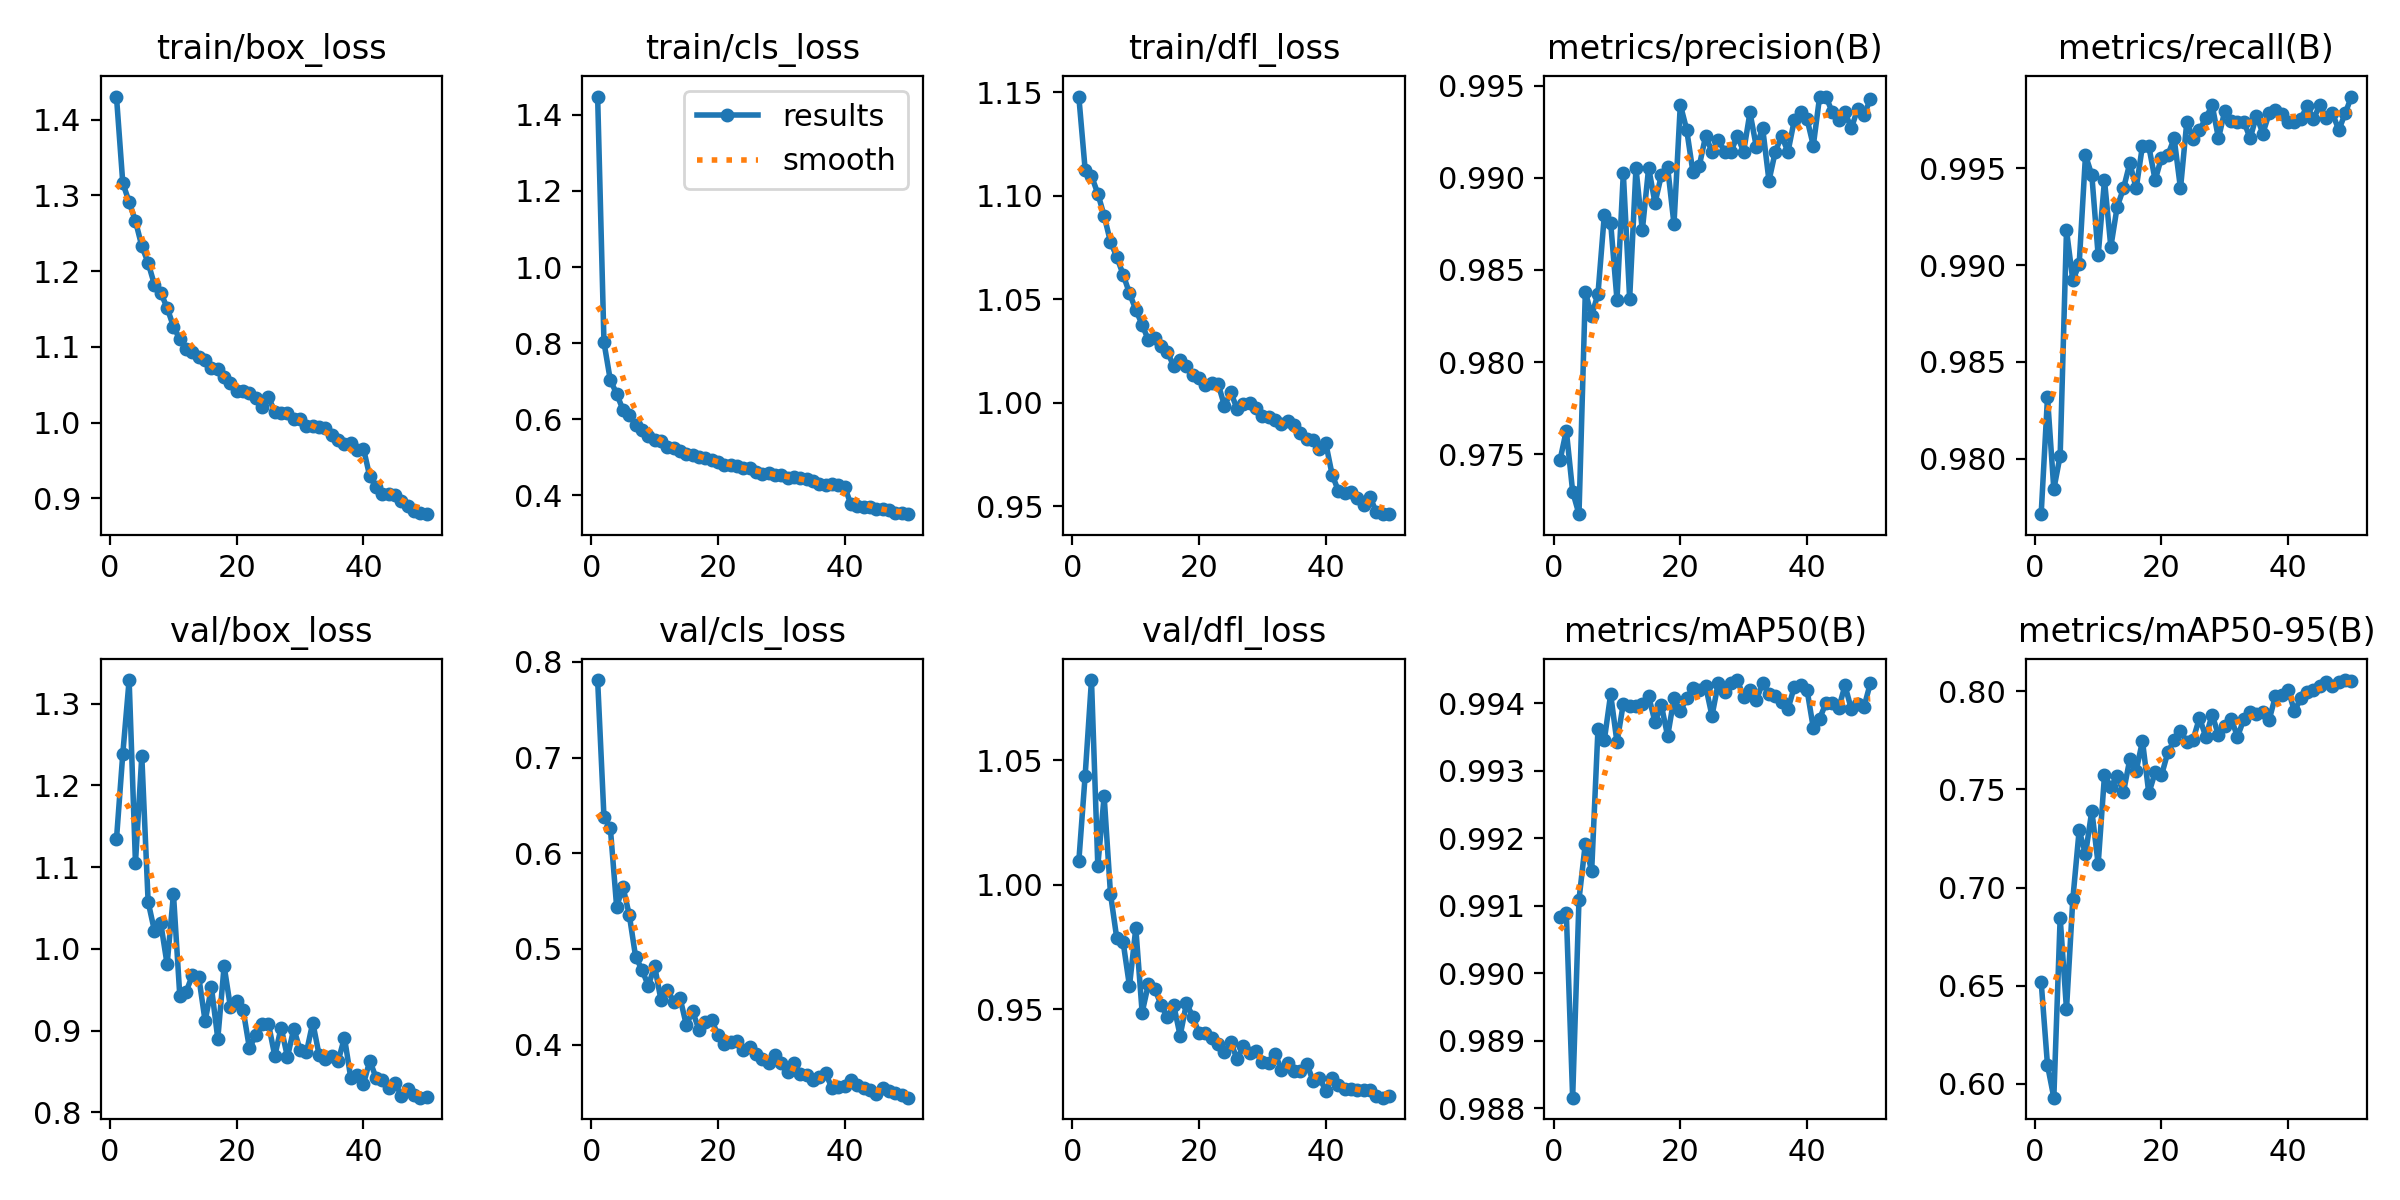 train/box_loss
1.4
1.3
1.2
1.1
1.0
0.9
0 20 40
train/cls_loss
results
smooth
1.4
1.2
1.0
0.8
0.6
0.4
0 20 40
train/dfl_loss
1.15
1.10
1.05
1.00
0.95
0 20 40
metrics/precision(B)
0.995
0.990
0.985
0.980
0.975
0 20 40
metrics/recall(B)
0.995
0.990
0.985
0.980
0 20 40
val/box_loss
1.3
1.2
1.1
1.0
0.9
0.8
0 20 40
val/cls_loss
0.8
0.7
0.6
0.5
0.4
0 20 40
val/dfl_loss
1.05
1.00
0.95
0 20 40
metrics/mAP50(B)
0.994
0.993
0.992
0.991
0.990
0.989
0.988
0 20 40
metrics/mAP50-95(B)
0.80
0.75
0.70
0.65
0.60
0 20 40